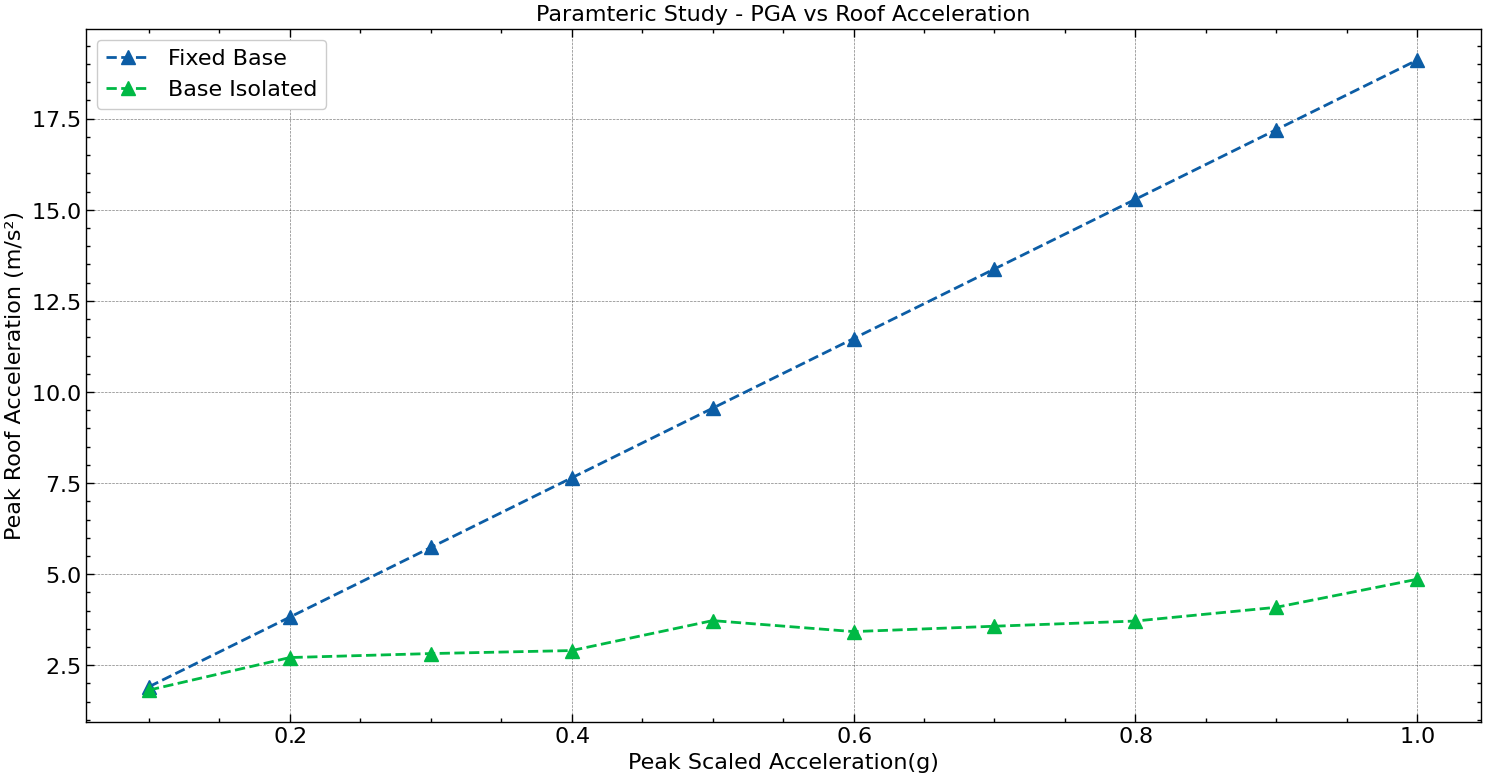 Paramteric Study - PGA vs Roof Acceleration
Fixed Base
Base Isolated
Peak Roof Acceleration (m/s²)
17.5
15.0
12.5
10.0
7.5
5.0
2.5
0.2 0.4 0.6 0.8 1.0
Peak Scaled Acceleration(g)